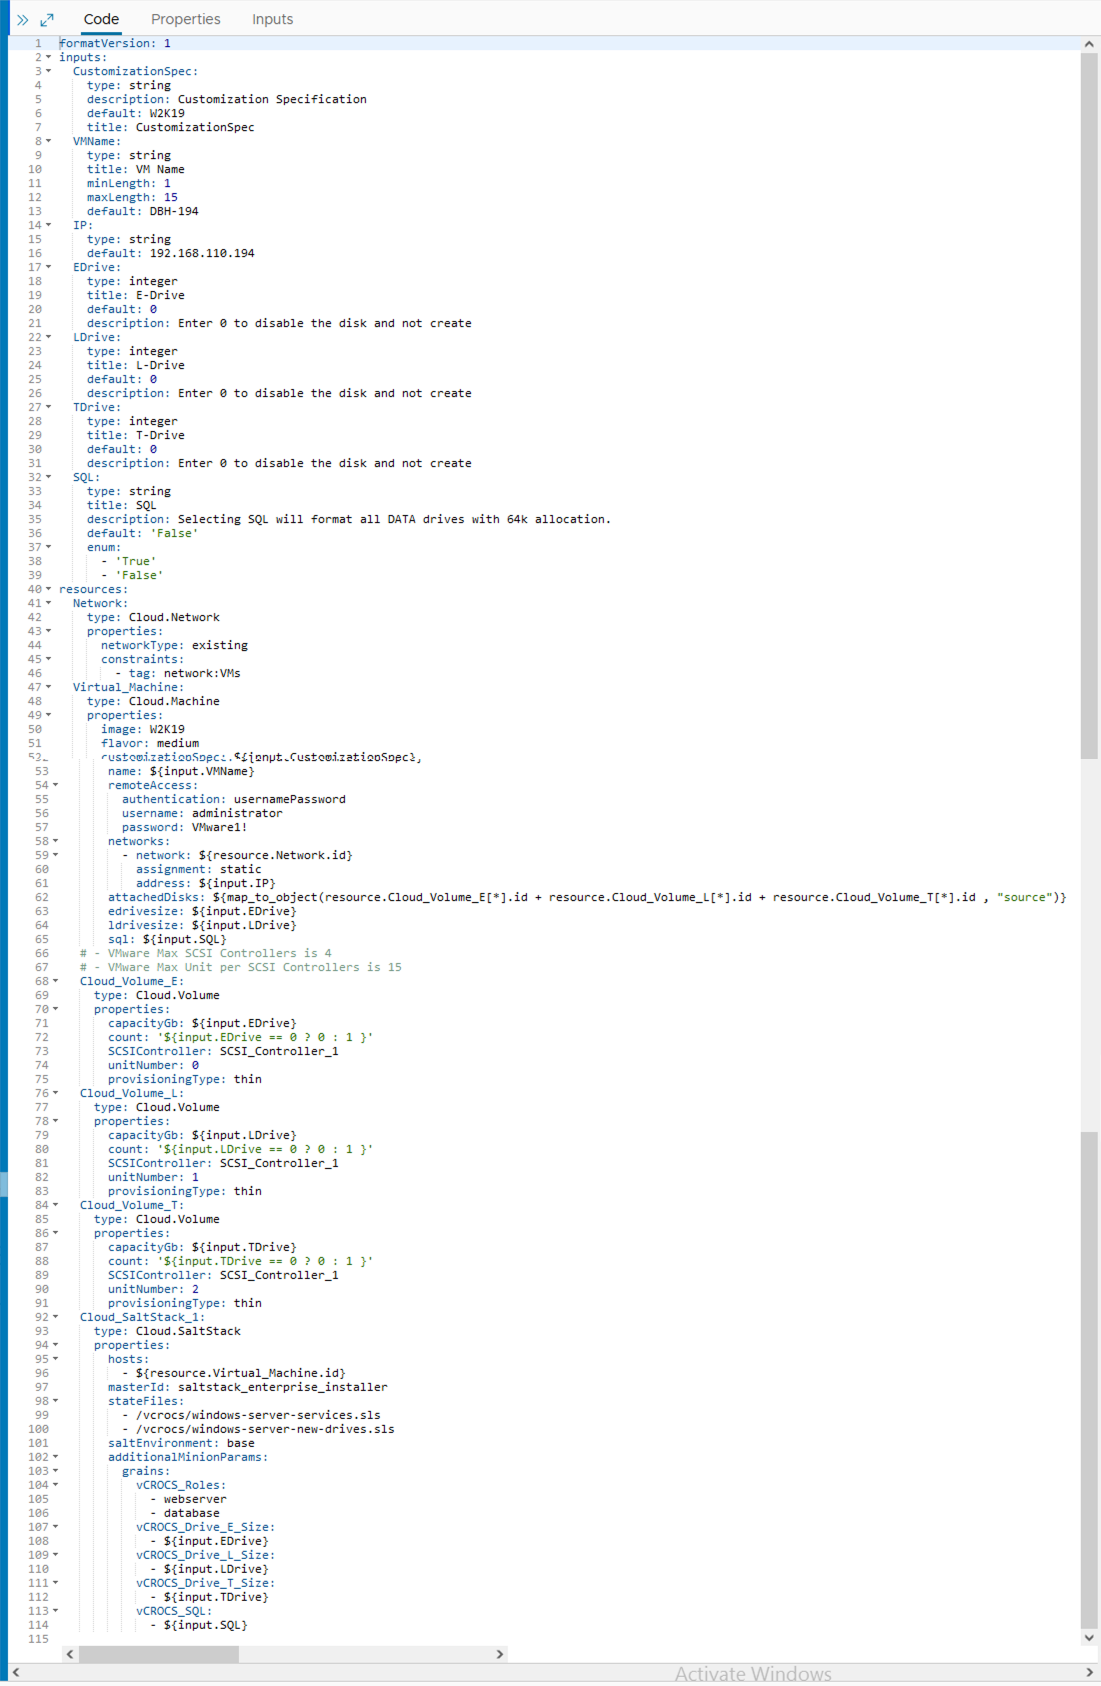 Code Properties Inputs
1 formatVersion: 1
2 inputs:
3 CustomizationSpec:
4 type: string
5 description: Customization Specification
6 default: W2K19
7 title: CustomizationSpec
8 VMName:
9 type: string
10 title: VM Name
11 minLength: 1
12 maxLength: 15
13 default: DBH-194
14 IP:
15 type: string
16 default: 192.168.110.194
17 EDrive:
18 type: integer
19 title: E-Drive
20 default: 0
21 description: Enter 0 to disable the disk and not create
22 LDrive:
23 type: integer
24 title: L-Drive
25 default: 0
26 description: Enter 0 to disable the disk and not create
27 TDrive:
28 type: integer
29 title: T-Drive
30 default: 0
31 description: Enter 0 to disable the disk and not create
32 SQL:
33 type: string
34 title: SQL
35 description: Selecting SQL will format all DATA drives with 64k allocation.
36 default: 'False'
37 enum:
38 - 'True'
39 - 'False'
40 resources:
41 Network:
42 type: Cloud.Network
43 properties:
44 networkType: existing
45 constraints:
46 - tag: network:VMs
47 Virtual_Machine:
48 type: Cloud.Machine
49 properties:
50 image: W2K19
51 flavor: medium
52 customizationSpec: ${input.CustomizationSpec}
53 name: ${input.VMName}
54 remoteAccess:
55 authentication: usernamePassword
56 username: administrator
57 password: VMware1!
58 networks:
59 - network: ${resource.Network.id}
60 assignment: static
61 address: ${input.IP}
62 attachedDisks: ${map_to_object(resource.Cloud_Volume_E[*].id + resource.Cloud_Volume_L[*].id + resource.Cloud_Volume_T[*].id , "source")}
63 edrivesize: ${input.EDrive}
64 ldrivesize: ${input.LDrive}
65 sql: ${input.SQL}
66 # - VMware Max SCSI Controllers is 4
67 # - VMware Max Unit per SCSI Controllers is 15
68 Cloud_Volume_E:
69 type: Cloud.Volume
70 properties:
71 capacityGb: ${input.EDrive}
72 count: '${input.EDrive == 0 ? 0 : 1 }'
73 SCSIController: SCSI_Controller_1
74 unitNumber: 0
75 provisioningType: thin
76 Cloud_Volume_L:
77 type: Cloud.Volume
78 properties:
79 capacityGb: ${input.LDrive}
80 count: '${input.LDrive == 0 ? 0 : 1 }'
81 SCSIController: SCSI_Controller_1
82 unitNumber: 1
83 provisioningType: thin
84 Cloud_Volume_T:
85 type: Cloud.Volume
86 properties:
87 capacityGb: ${input.TDrive}
88 count: '${input.TDrive == 0 ? 0 : 1 }'
89 SCSIController: SCSI_Controller_1
90 unitNumber: 2
91 provisioningType: thin
92 Cloud_SaltStack_1:
93 type: Cloud.SaltStack
94 properties:
95 hosts:
96 - ${resource.Virtual_Machine.id}
97 masterId: saltstack_enterprise_installer
98 stateFiles:
99 - /vcrocs/windows-server-services.sls
100 - /vcrocs/windows-server-new-drives.sls
101 saltEnvironment: base
102 additionalMinionParams:
103 grains:
104 vCROCS_Roles:
105 - webserver
106 - database
107 vCROCS_Drive_E_Size:
108 - ${input.EDrive}
109 vCROCS_Drive_L_Size:
110 - ${input.LDrive}
111 vCROCS_Drive_T_Size:
112 - ${input.TDrive}
113 vCROCS_SQL:
114 - ${input.SQL}
115
Activate Windows